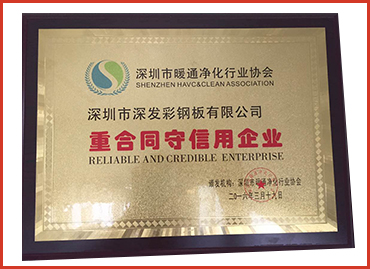 深圳市暖通净化行业协会
SHENZHEN HAVC&CLEAN ASSOCIATION
深圳市深发彩钢板有限公司
重合同守信用企业
RELIABLE AND CREDIBLE ENTERPRISE
颁发机构：深圳市暖通净化行业协会
二〇一六年三月十九日